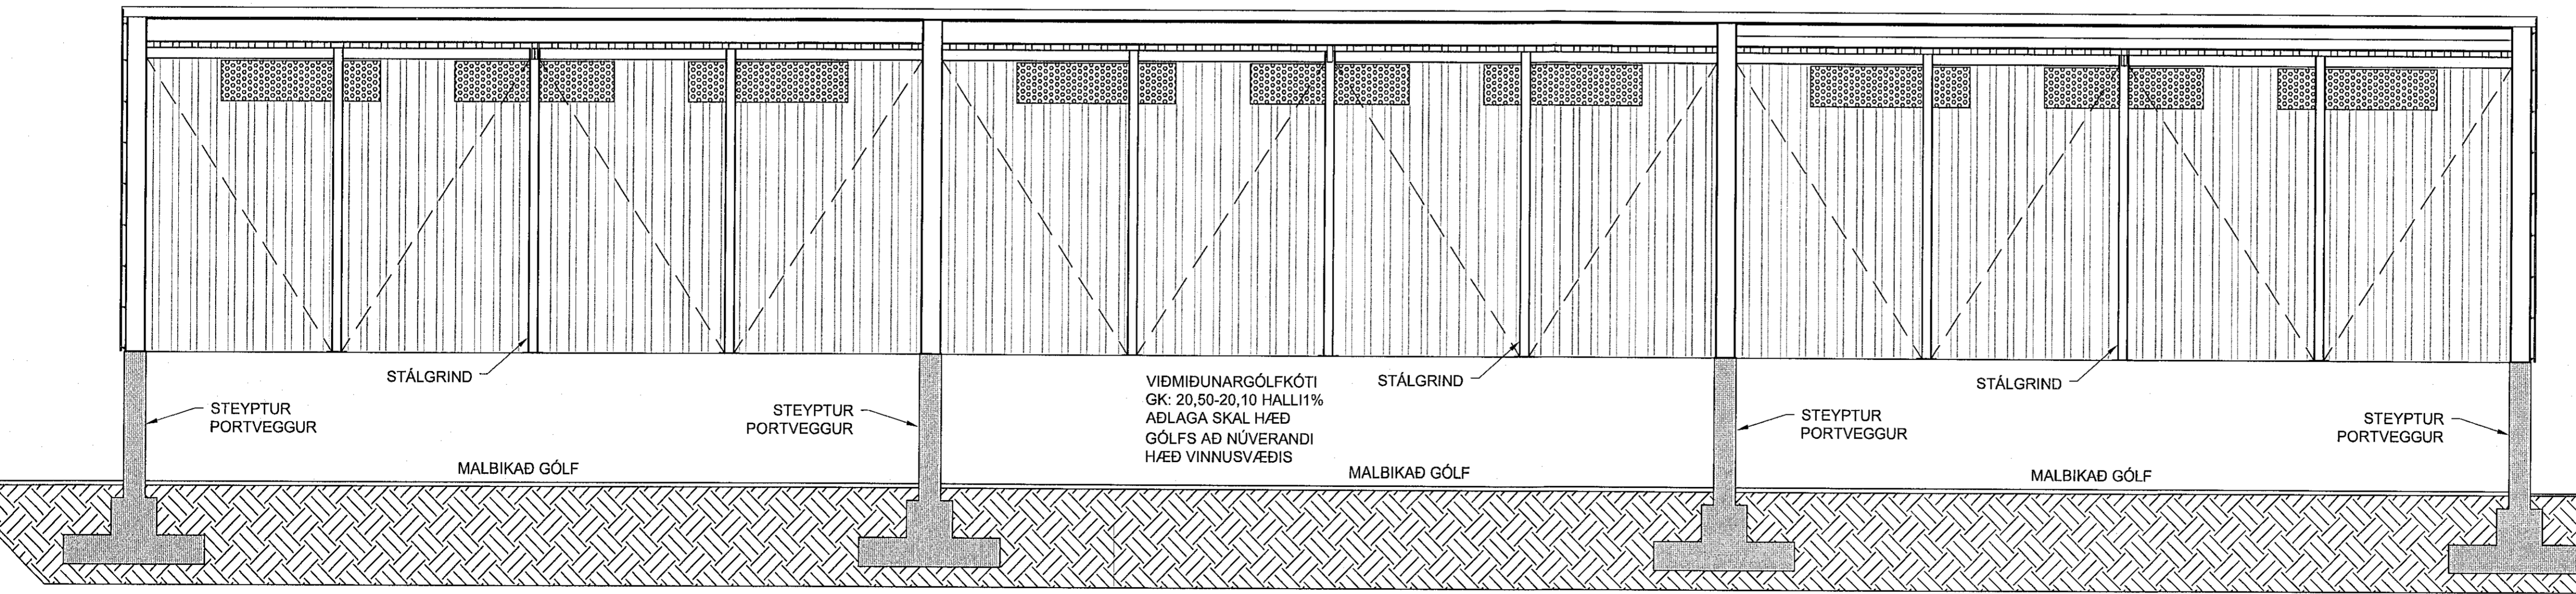 STÁLGRIND
STEYPTUR
PORTVEGGUR
MALBIKAÐ GÓLF
STEYPTUR
PORTVEGGUR
VIÐMIÐUNARGÓLFKÓTI
GK: 20,50-20,10 HALLI1%
AÐLAGA SKAL HÆÐ
GÓLFS AÐ NÚVERANDI
HÆÐ VINNUSVÆÐIS
STÁLGRIND
MALBIKAÐ GÓLF
STEYPTUR
PORTVEGGUR
STÁLGRIND
MALBIKAÐ GÓLF
STEYPTUR
PORTVEGGUR